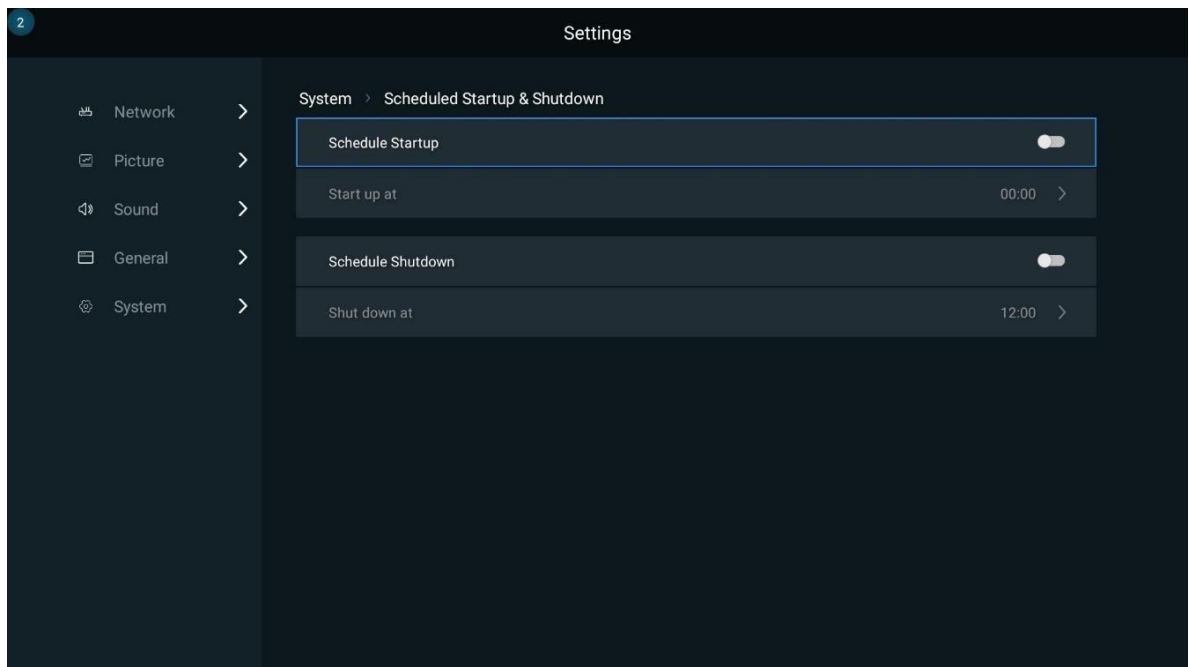 2
Settings
Network
Picture
Sound
General
System
System > Scheduled Startup & Shutdown
Schedule Startup
Start up at 00:00
Schedule Shutdown
Shut down at 12:00